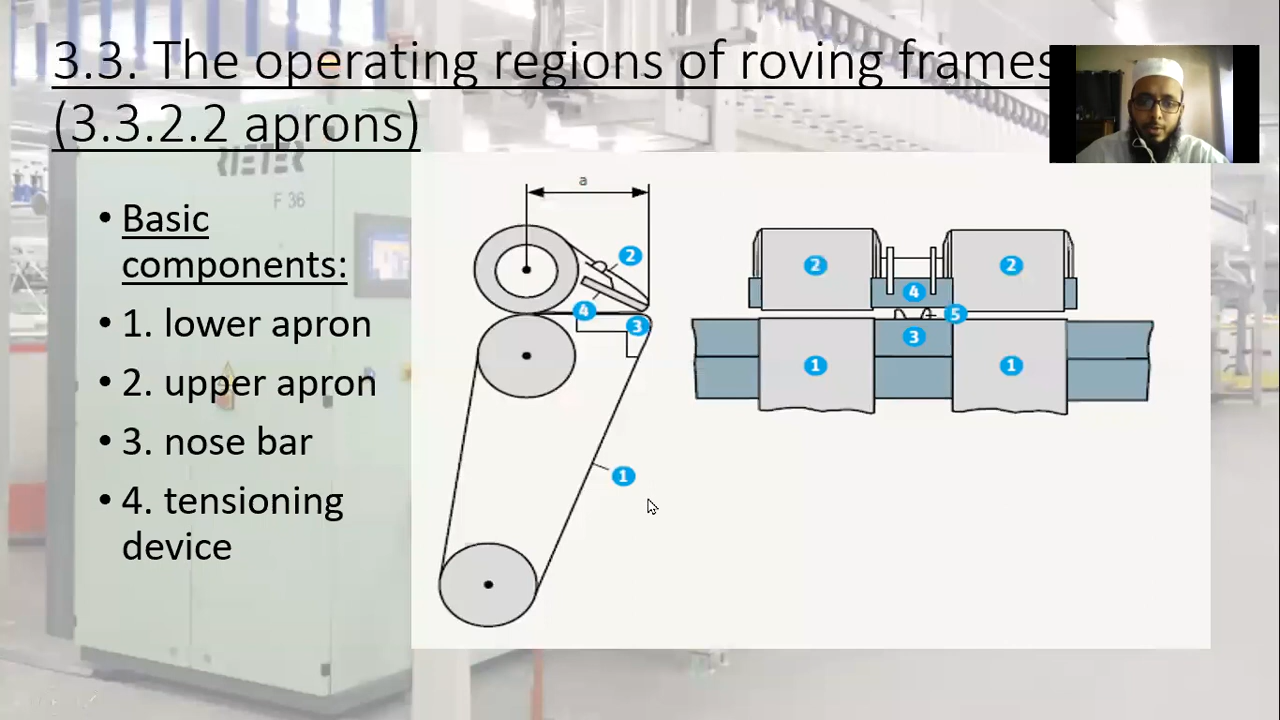 3.3. The operating regions of roving frames
(3.3.2.2 aprons)
RIETER
F 36
• Basic
components:
• 1. lower apron
• 2. upper apron
• 3. nose bar
• 4. tensioning
device
a
2
4
3
1
2
2
4
5
3
1
1